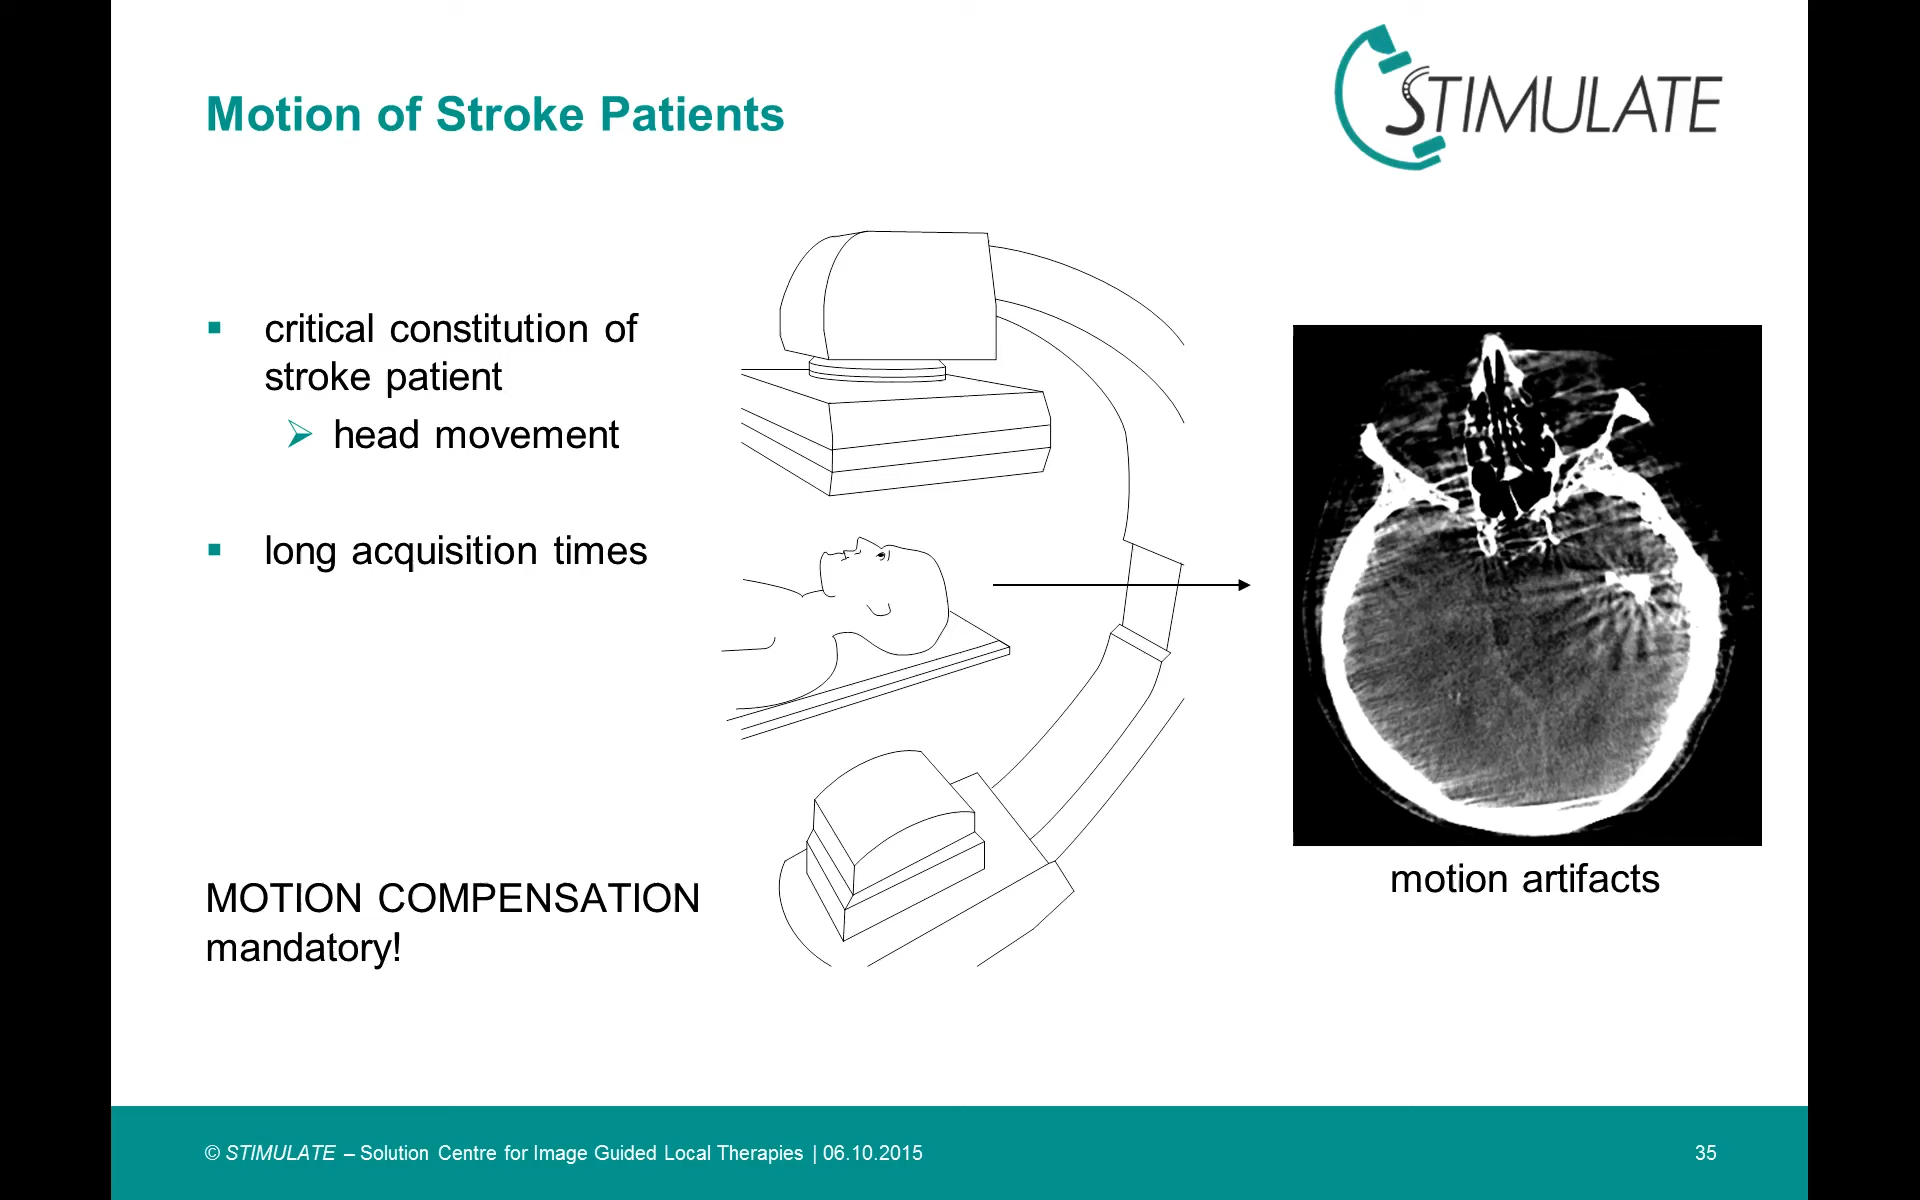 Motion of Stroke Patients
STIMULATE
▪ critical constitution of
stroke patient
➢ head movement
▪ long acquisition times
MOTION COMPENSATION
mandatory!
motion artifacts
© STIMULATE – Solution Centre for Image Guided Local Therapies | 06.10.2015
35